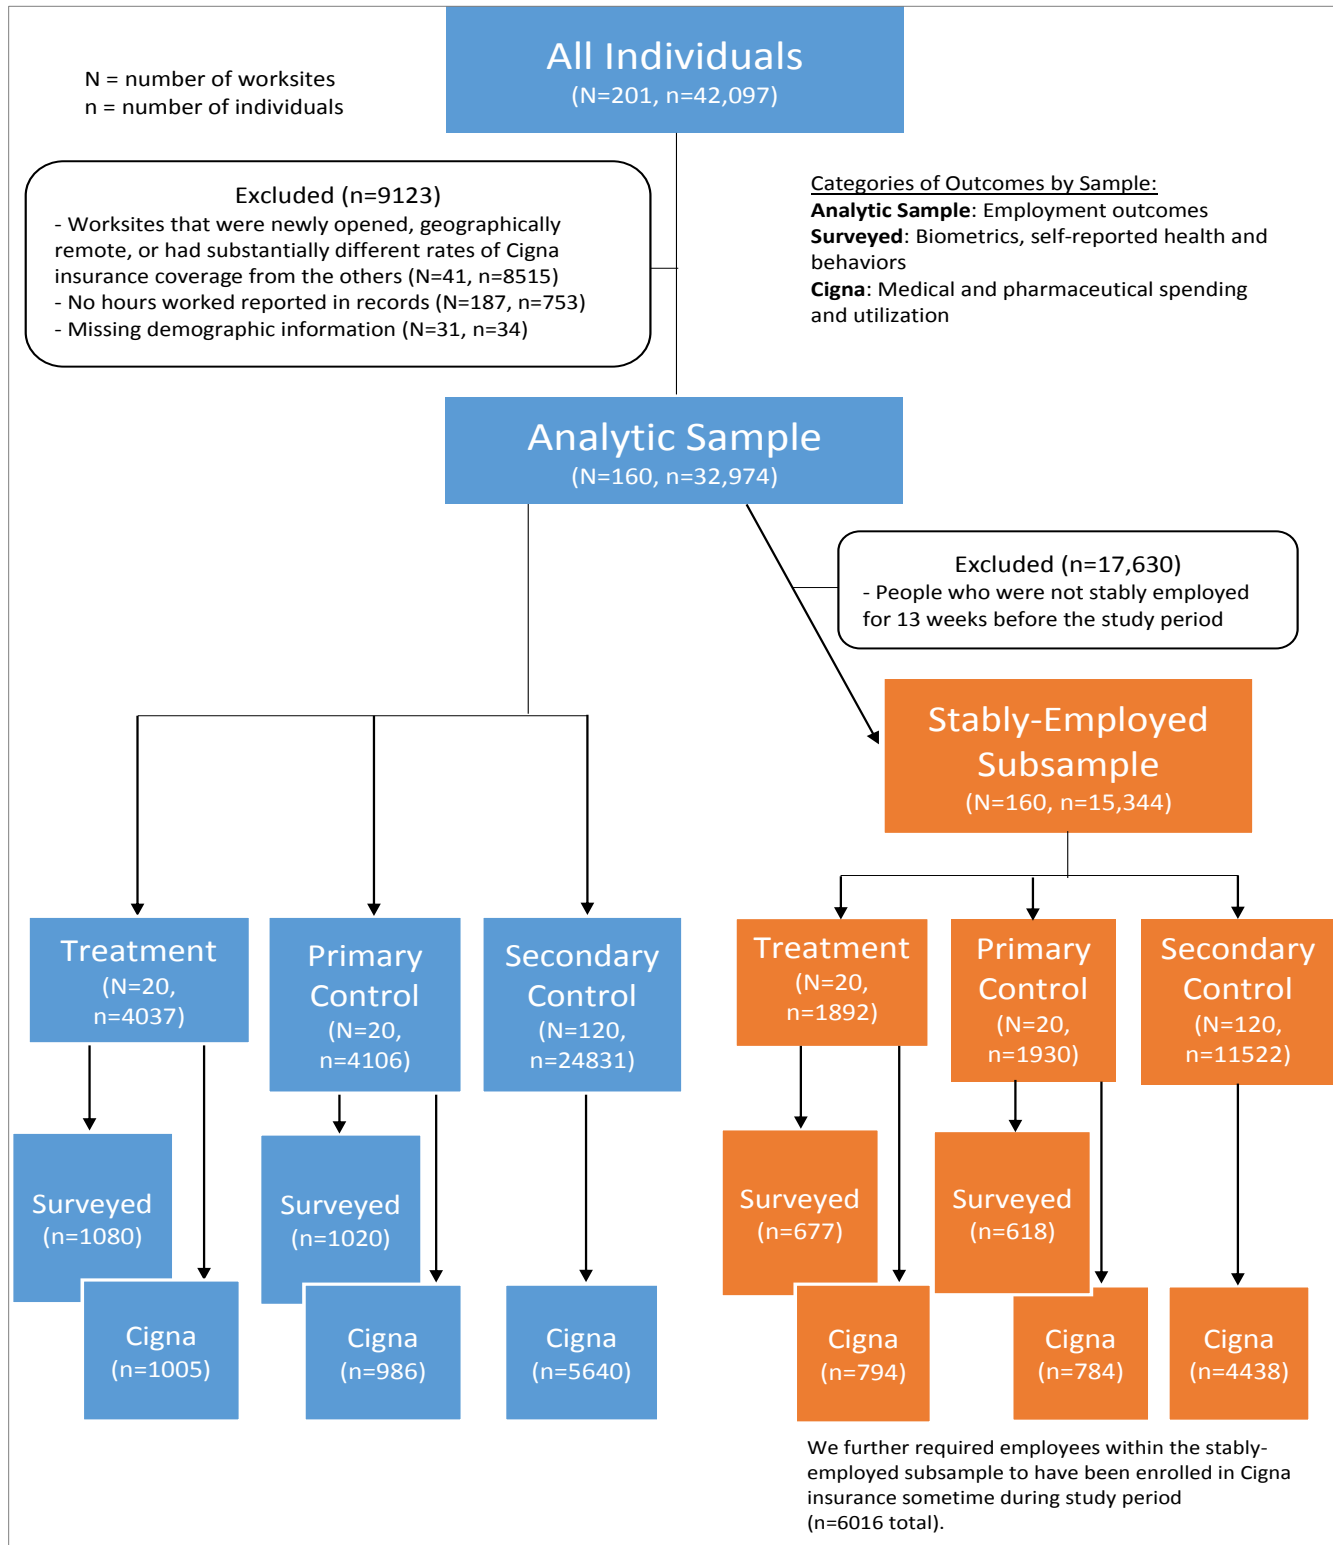 All Individuals
(N=201, n=42,097)
N = number of worksites
n = number of individuals
Excluded (n=9123)
- Worksites that were newly opened, geographically
remote, or had substantially different rates of Cigna
insurance coverage from the others (N=41, n=8515)
- No hours worked reported in records (N=187, n=753)
- Missing demographic information (N=31, n=34)
Categories of Outcomes by Sample:
Analytic Sample: Employment outcomes
Surveyed: Biometrics, self-reported health and
behaviors
Cigna: Medical and pharmaceutical spending
and utilization
Analytic Sample
(N=160, n=32,974)
Excluded (n=17,630)
- People who were not stably employed
for 13 weeks before the study period
Stably-Employed
Subsample
(N=160, n=15,344)
Treatment
(N=20,
n=4037)
Primary
Control
(N=20,
n=4106)
Secondary
Control
(N=120,
n=24831)
Treatment
(N=20,
n=1892)
Primary
Control
(N=20,
n=1930)
Secondary
Control
(N=120,
n=11522)
Surveyed
(n=1080)
Surveyed
(n=1020)
Surveyed
(n=677)
Surveyed
(n=618)
Cigna
(n=1005)
Cigna
(n=986)
Cigna
(n=5640)
Cigna
(n=794)
Cigna
(n=784)
Cigna
(n=4438)
We further required employees within the stably-
employed subsample to have been enrolled in Cigna
insurance sometime during study period
(n=6016 total).